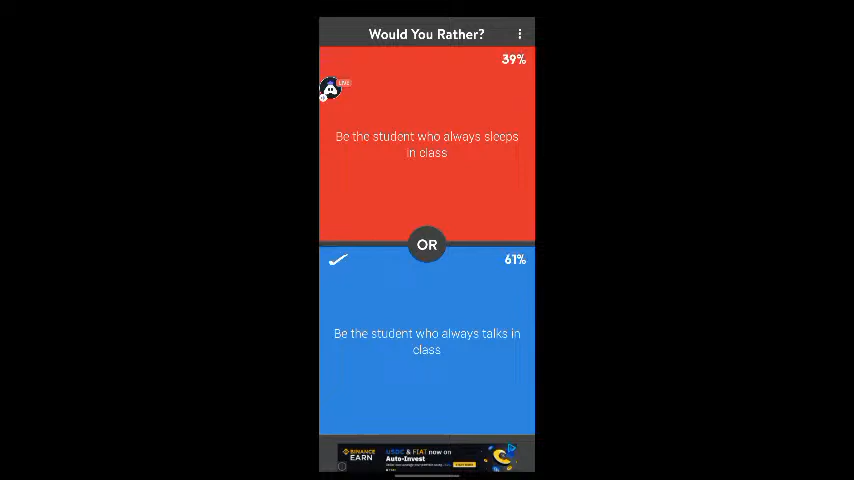 Would You Rather?
39%
LIVE
Be the student who always sleeps
in class
OR
61%
Be the student who always talks in
class
BINANCE
EARN
USDC & FIAT now on
Auto-Invest